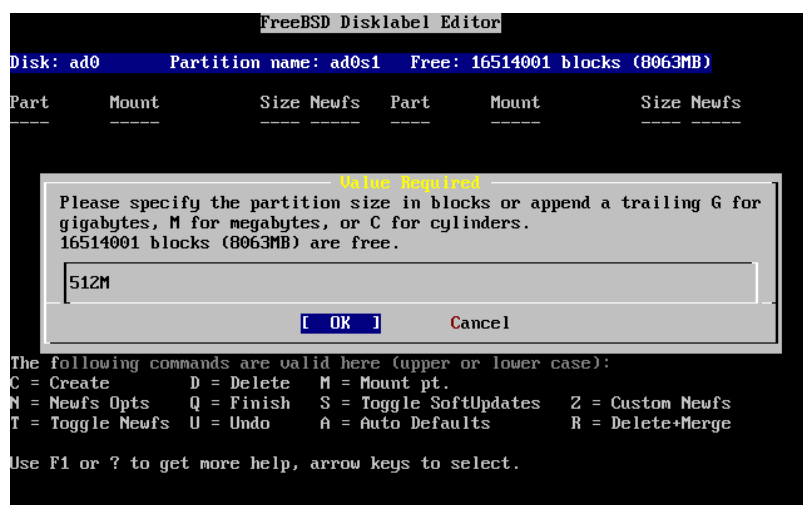 FreeBSD Disklabel Editor
Disk: ad0 Partition name: ad0s1 Free: 16514001 blocks (8063MB)
Part Mount Size Newfs Part Mount Size Newfs
---- ----- ---- ----- ---- ----- ---- -----
Value Required
Please specify the partition size in blocks or append a trailing G for
gigabytes, M for megabytes, or C for cylinders.
16514001 blocks (8063MB) are free.
512M
[ OK ] Cancel
The following commands are valid here (upper or lower case):
C = Create D = Delete M = Mount pt.
N = Newfs Opts Q = Finish S = Toggle SoftUpdates Z = Custom Newfs
T = Toggle Newfs U = Undo A = Auto Defaults R = Delete+Merge
Use F1 or ? to get more help, arrow keys to select.